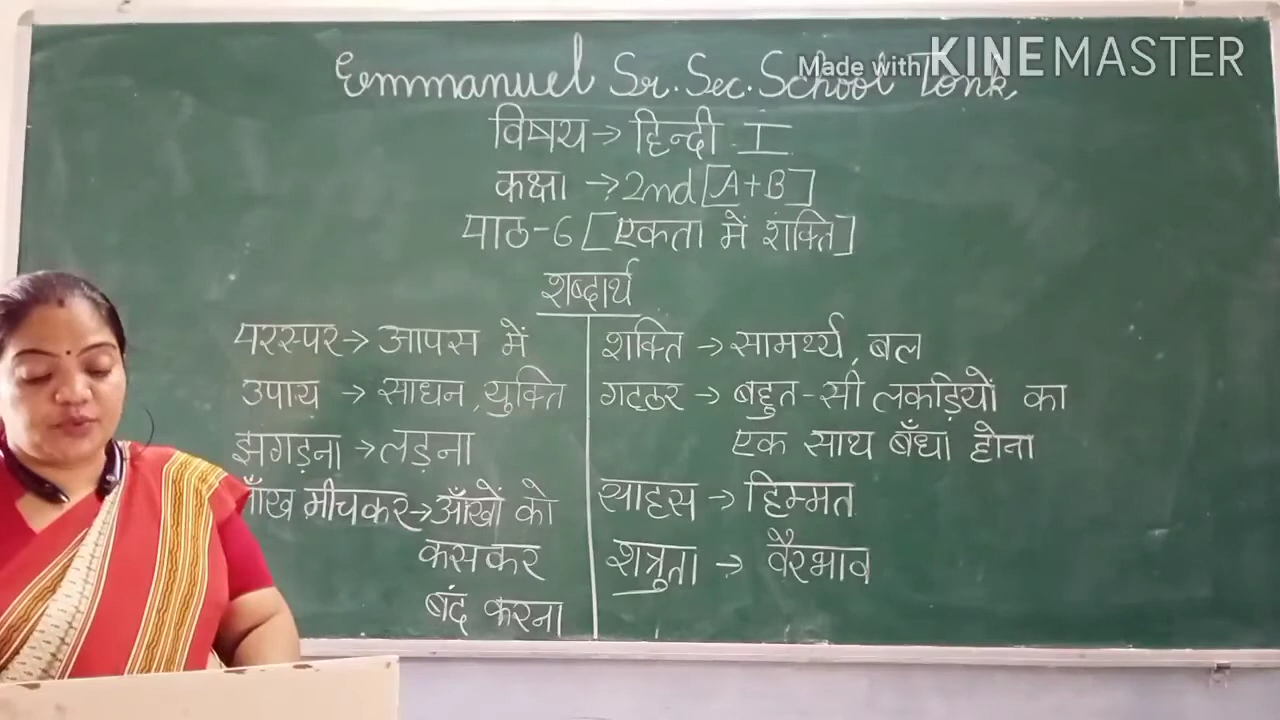 Emmanuel Sr. Sec. School Tonk,
Made with KINEMASTER
विषय → हिन्दी I
कक्षा → 2nd [A+B]
पाठ-6 [एकता में शक्ति]
शब्दार्थ
परस्पर → आपस में
उपाय → साधन, युक्ति
झगड़ना → लड़ना
आँख मीचकर → आँखों को
कसकर
बंद करना
शक्ति → सामर्थ्य, बल
गट्ठर → बहुत-सी लकड़ियों का
एक साथ बँधा होना
साहस → हिम्मत
शत्रुता → वैरभाव